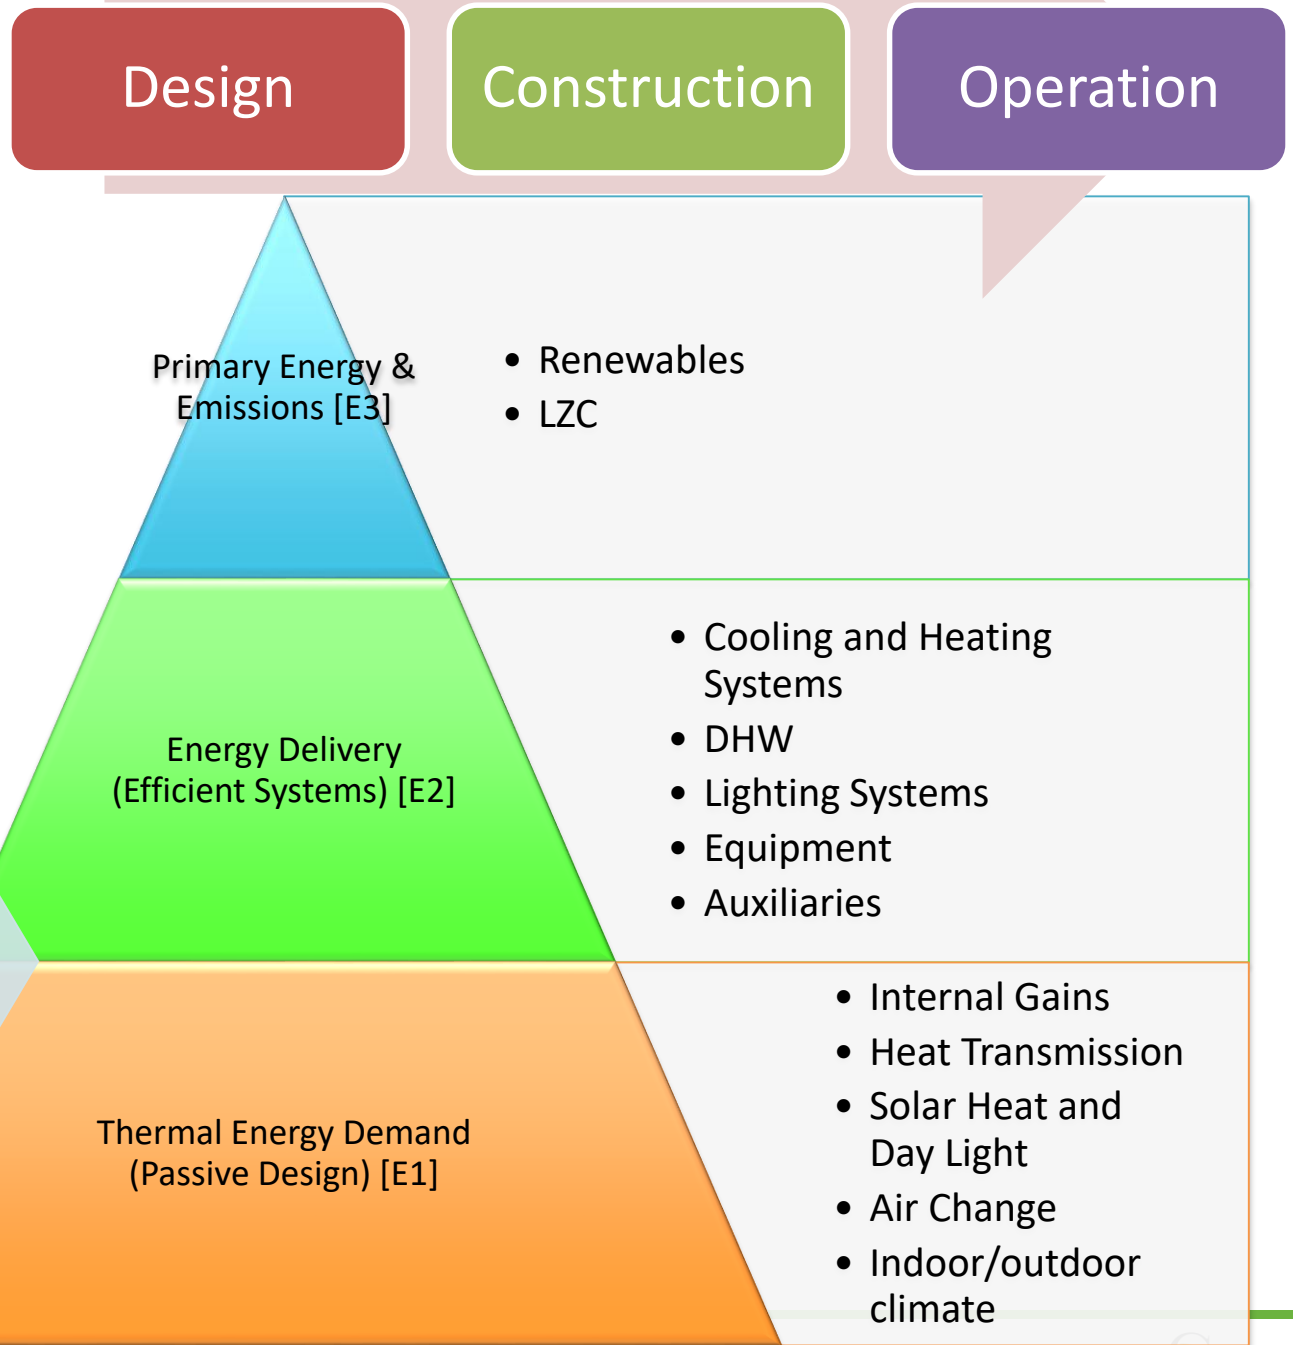 Design
Construction
Operation
Primary Energy &
Emissions [E3]
• Renewables
• LZC
Energy Delivery
(Efficient Systems) [E2]
• Cooling and Heating
Systems
• DHW
• Lighting Systems
• Equipment
• Auxiliaries
Thermal Energy Demand
(Passive Design) [E1]
• Internal Gains
• Heat Transmission
• Solar Heat and
Day Light
• Air Change
• Indoor/outdoor
climate